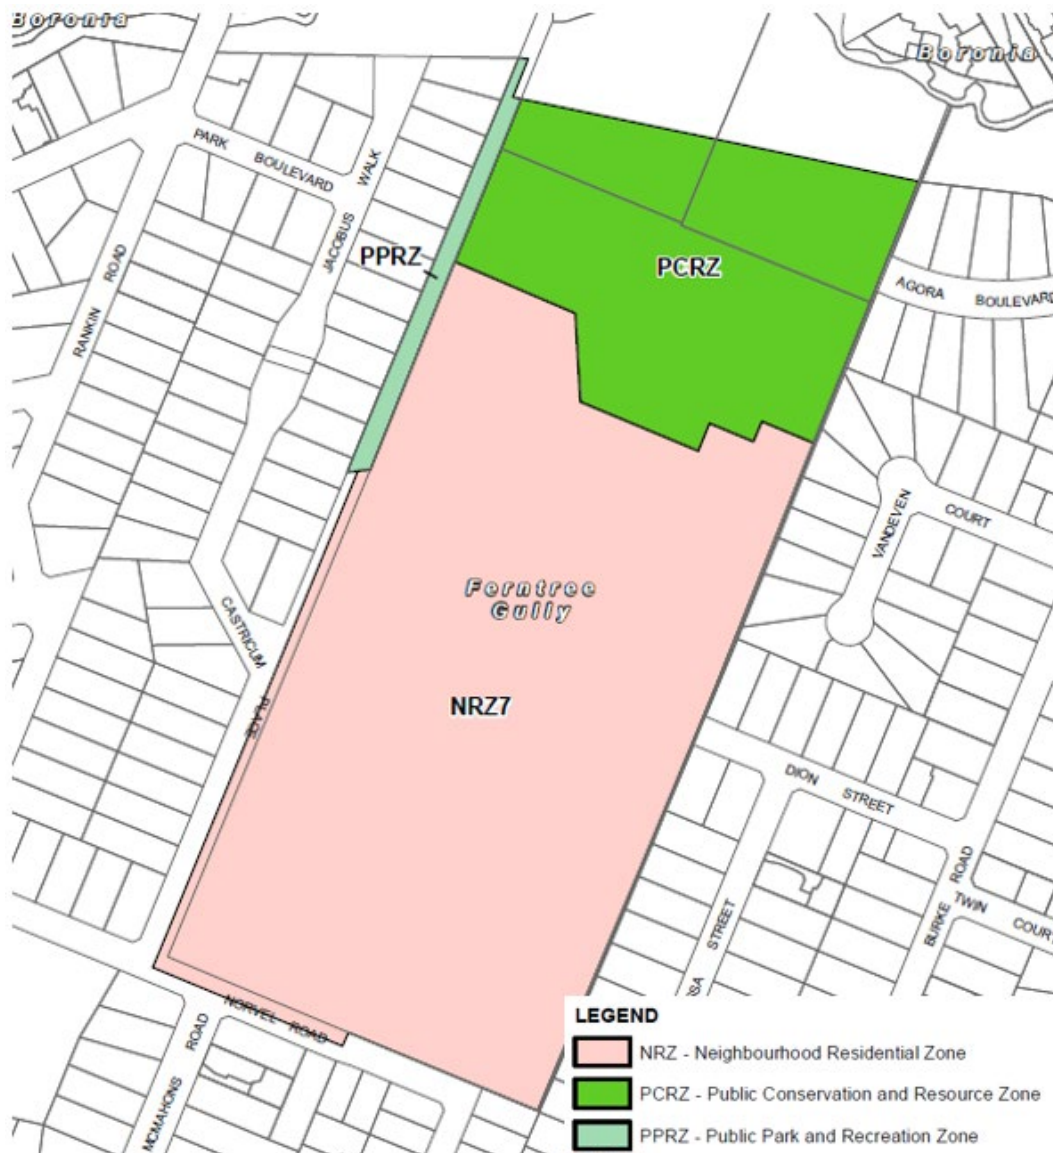 Boronia
Boronia
PARK BOULEVARD
JACOBUS WALK
RANKIN ROAD
PPRZ
PCRZ
AGORA BOULEVARD
VANDEVEN
COURT
Ferntree
Gully
CASTRICUM
PLACE
NRZ7
DION STREET
BURKE ROAD
TWIN COURT
STREET
NORVEL ROAD
MCMAHONS ROAD
LEGEND
NRZ - Neighbourhood Residential Zone
PCRZ - Public Conservation and Resource Zone
PPRZ - Public Park and Recreation Zone